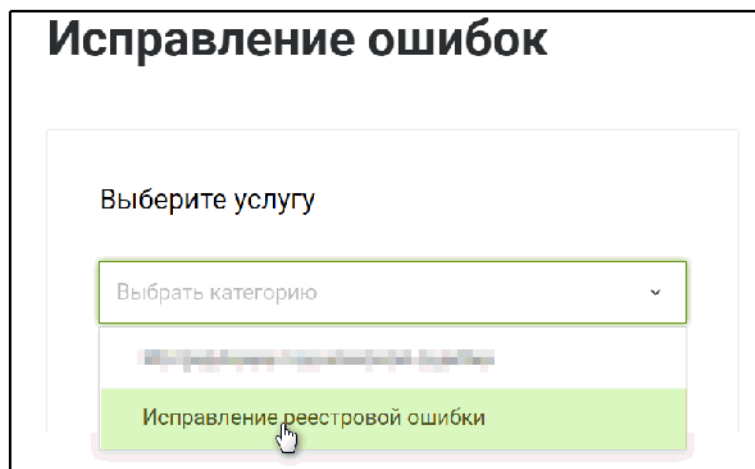 Исправление ошибок
Выберите услугу
Выбрать категорию
Исправление реестровой ошибки